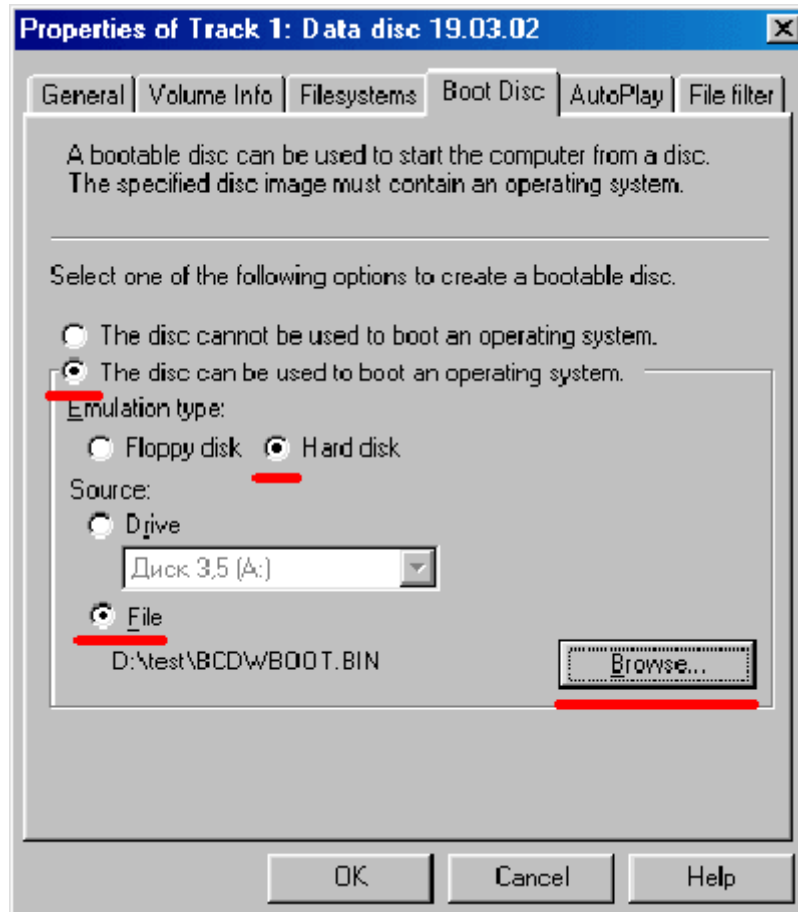 Properties of Track 1: Data disc 19.03.02
General Volume Info Filesystems Boot Disc AutoPlay File filter
A bootable disc can be used to start the computer from a disc.
The specified disc image must contain an operating system.
Select one of the following options to create a bootable disc.
The disc cannot be used to boot an operating system.
The disc can be used to boot an operating system.
Emulation type:
Floppy disk Hard disk
Source:
Drive
Диск 3,5 (A:)
File
D:\test\BCDWBOOT.BIN Browse...
OK Cancel Help